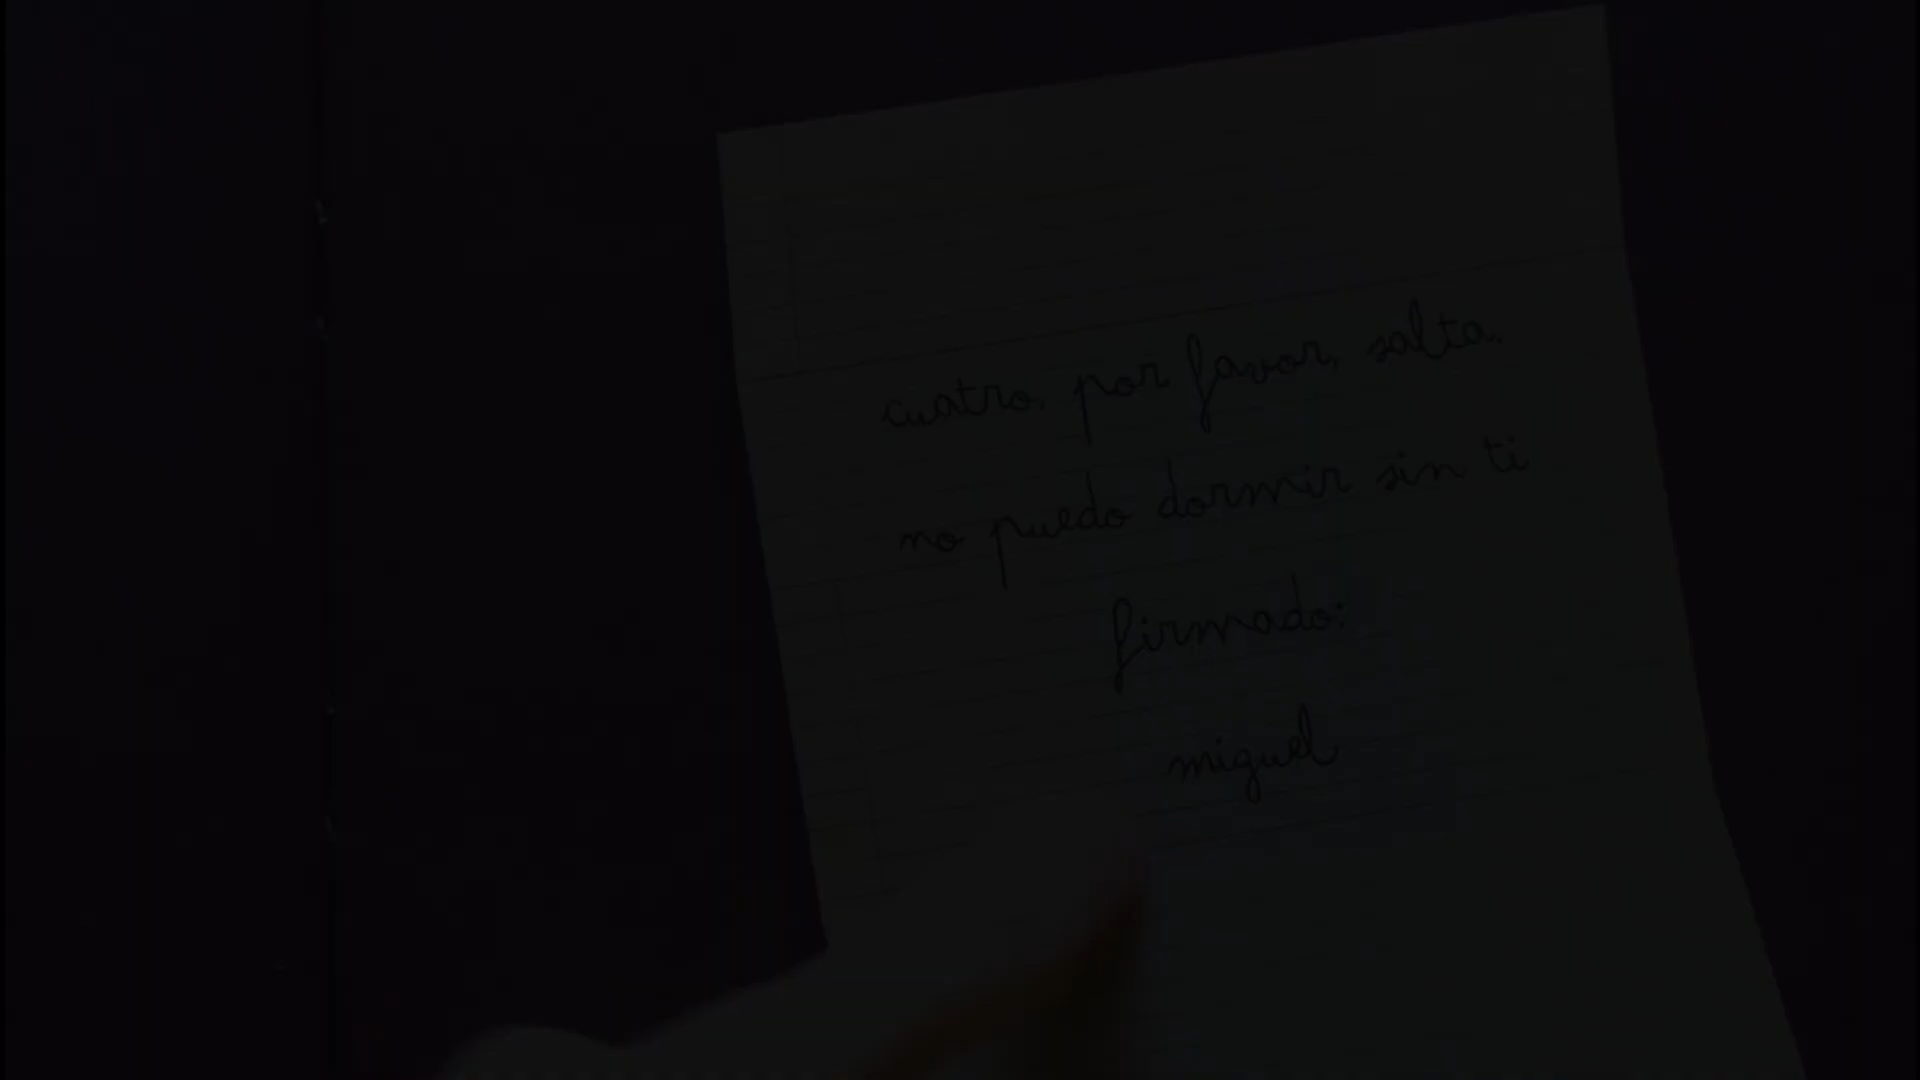 cuatro, por favor, salta.
no puedo dormir sin ti
firmado:
miguel